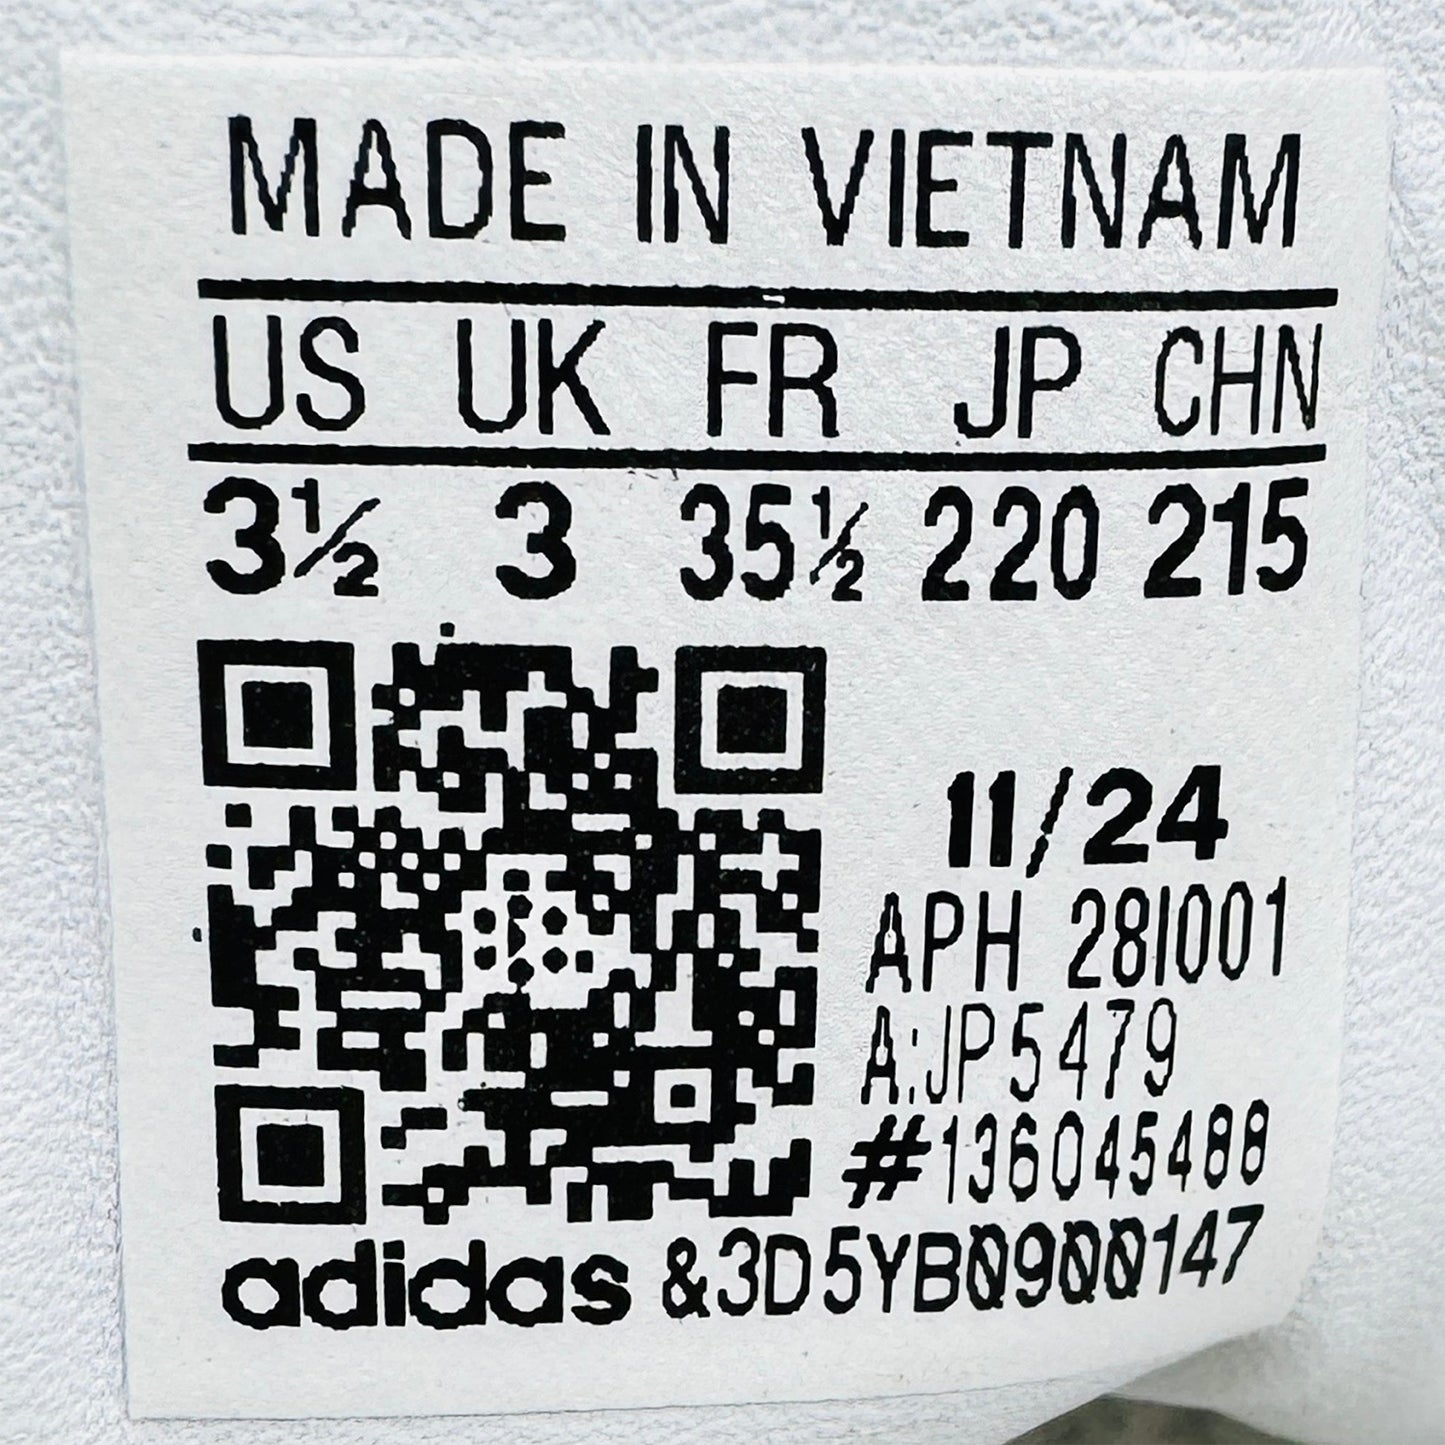 MADE IN VIETNAM
US UK FR JP CHN
3½ 3 35½ 220 215
11/24
APH 28I001
A:JP5479
#136045488
adidas &3D5YB0900147